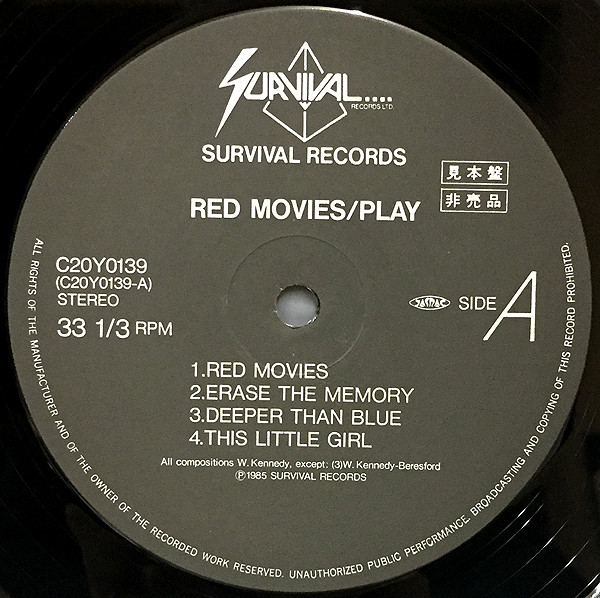 SURVIVAL....
RECORDS LTD.
SURVIVAL RECORDS
見本盤
非売品
RED MOVIES/PLAY
C20Y0139
(C20Y0139-A)
STEREO
33 1/3 RPM
JASRAC
SIDE A
1.RED MOVIES
2.ERASE THE MEMORY
3.DEEPER THAN BLUE
4.THIS LITTLE GIRL
All compositions W. Kennedy, except; (3)W. Kennedy-Beresford
Ⓟ1985 SURVIVAL RECORDS
ALL RIGHTS OF THE MANUFACTURER AND OF THE OWNER OF THE RECORDED WORK RESERVED. UNAUTHORIZED PUBLIC PERFORMANCE, BROADCASTING AND COPYING OF THIS RECORD PROHIBITED.